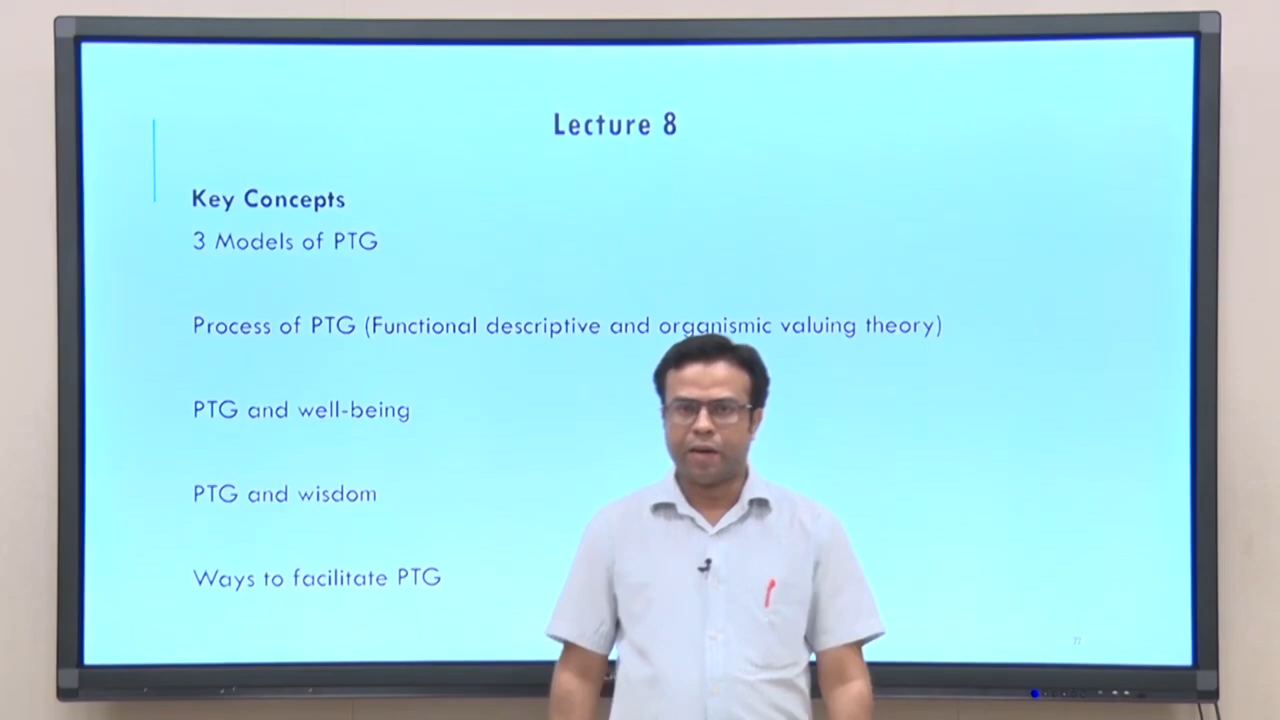 Lecture 8
Key Concepts
3 Models of PTG
Process of PTG (Functional descriptive and organismic valuing theory)
PTG and well-being
PTG and wisdom
Ways to facilitate PTG
77